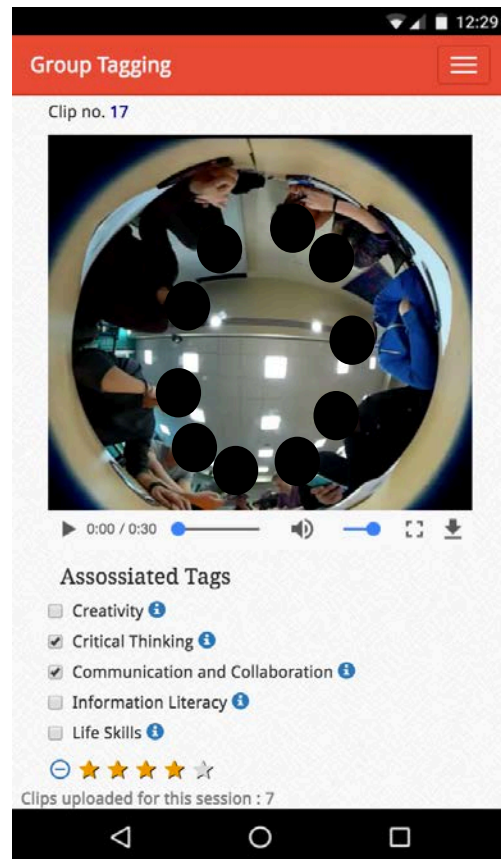 12:29
Group Tagging
Clip no. 17
0:00 / 0:30
Assossiated Tags
Creativity
Critical Thinking
Communication and Collaboration
Information Literacy
Life Skills
Clips uploaded for this session : 7